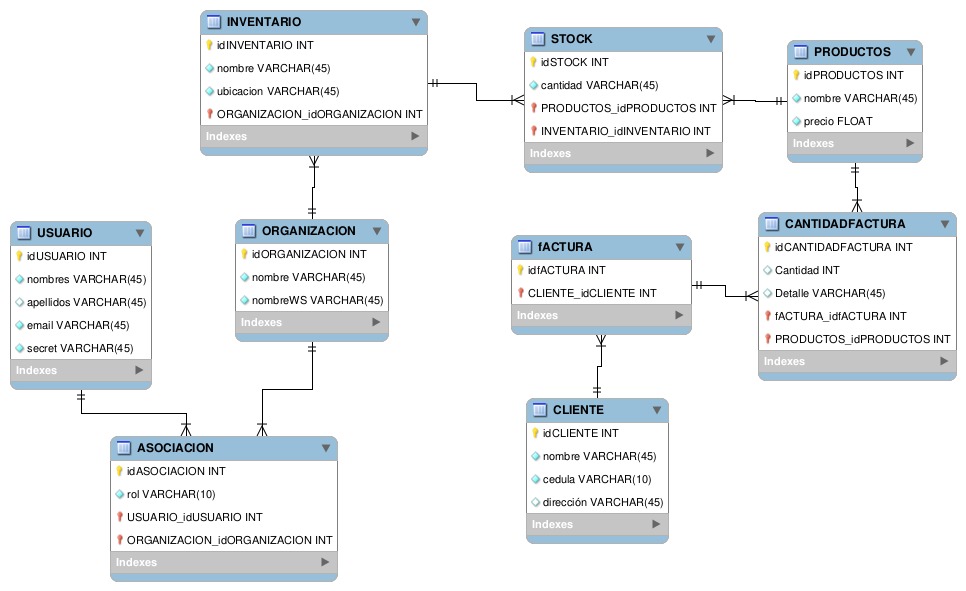 INVENTARIO
idINVENTARIO INT
nombre VARCHAR(45)
ubicacion VARCHAR(45)
ORGANIZACION_idORGANIZACION INT
Indexes
STOCK
idSTOCK INT
cantidad VARCHAR(45)
PRODUCTOS_idPRODUCTOS INT
INVENTARIO_idINVENTARIO INT
Indexes
PRODUCTOS
idPRODUCTOS INT
nombre VARCHAR(45)
precio FLOAT
Indexes
USUARIO
idUSUARIO INT
nombres VARCHAR(45)
apellidos VARCHAR(45)
email VARCHAR(45)
secret VARCHAR(45)
Indexes
ORGANIZACION
idORGANIZACION INT
nombre VARCHAR(45)
nombreWS VARCHAR(45)
Indexes
fACTURA
idfACTURA INT
CLIENTE_idCLIENTE INT
Indexes
CANTIDADFACTURA
idCANTIDADFACTURA INT
Cantidad INT
Detalle VARCHAR(45)
fACTURA_idfACTURA INT
PRODUCTOS_idPRODUCTOS INT
Indexes
ASOCIACION
idASOCIACION INT
rol VARCHAR(10)
USUARIO_idUSUARIO INT
ORGANIZACION_idORGANIZACION INT
Indexes
CLIENTE
idCLIENTE INT
nombre VARCHAR(45)
cedula VARCHAR(10)
dirección VARCHAR(45)
Indexes